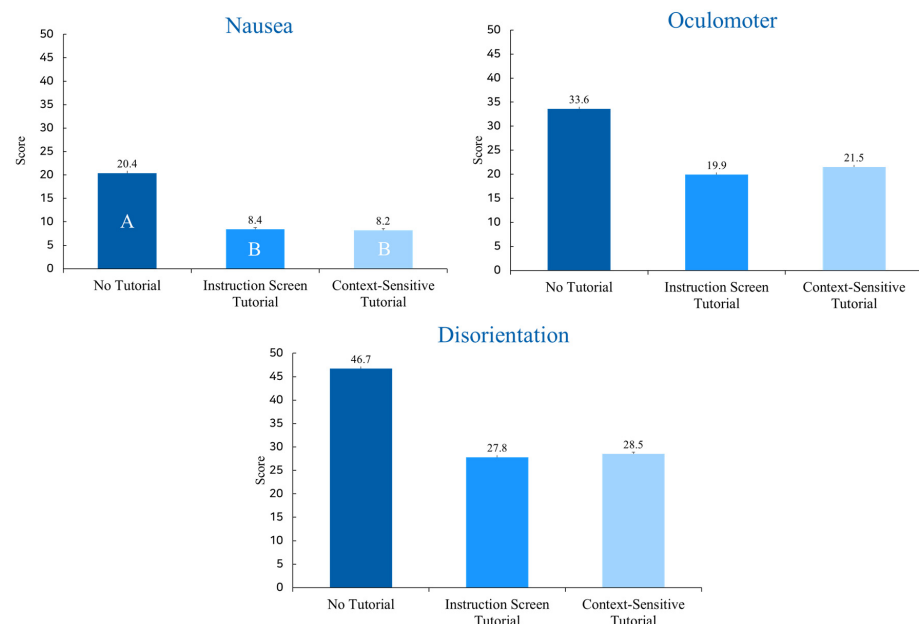 Nausea
50
45
40
35
30
25
20
15
10
5
0
Score
20.4
8.4
8.2
A
B
B
No Tutorial
Instruction Screen
Tutorial
Context-Sensitive
Tutorial
Oculomoter
50
45
40
35
30
25
20
15
10
5
0
Score
33.6
19.9
21.5
No Tutorial
Instruction Screen
Tutorial
Context-Sensitive
Tutorial
Disorientation
50
45
40
35
30
25
20
15
10
5
0
Score
46.7
27.8
28.5
No Tutorial
Instruction Screen
Tutorial
Context-Sensitive
Tutorial